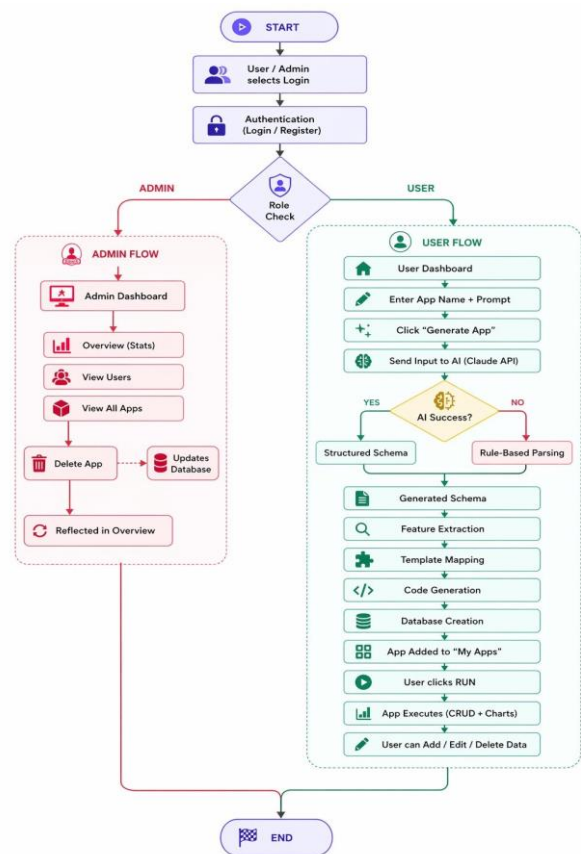 START
User / Admin
selects Login
Authentication
(Login / Register)
Role
Check
ADMIN
USER
ADMIN FLOW
Admin Dashboard
Overview (Stats)
View Users
View All Apps
Delete App
Updates
Database
Reflected in Overview
USER FLOW
User Dashboard
Enter App Name + Prompt
Click “Generate App”
Send Input to AI (Claude API)
AI Success?
YES
NO
Structured Schema
Rule-Based Parsing
Generated Schema
Feature Extraction
Template Mapping
Code Generation
Database Creation
App Added to “My Apps”
User clicks RUN
App Executes (CRUD + Charts)
User can Add / Edit / Delete Data
END